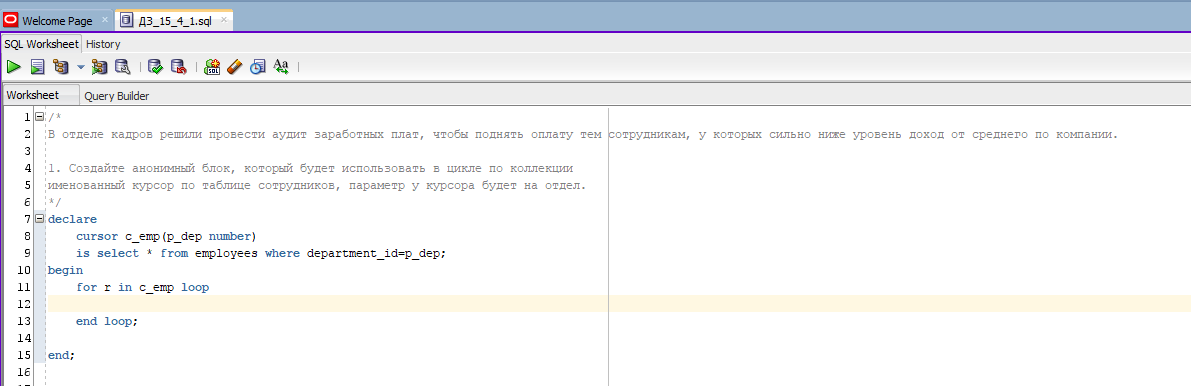 Welcome Page
ДЗ_15_4_1.sql
SQL Worksheet History
Worksheet Query Builder
1 /*
2 В отделе кадров решили провести аудит заработных плат, чтобы поднять оплату тем сотрудникам, у которых сильно ниже уровень доход от среднего по компании.
3
4 1. Создайте анонимный блок, который будет использовать в цикле по коллекции
5 именованный курсор по таблице сотрудников, параметр у курсора будет на отдел.
6 */
7 declare
8 cursor c_emp(p_dep number)
9 is select * from employees where department_id=p_dep;
10 begin
11 for r in c_emp loop
12
13 end loop;
14
15 end;
16